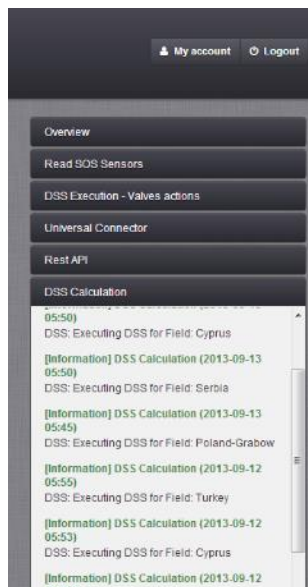 My account Logout
Overview
Read SOS Sensors
DSS Execution - Valves actions
Universal Connector
Rest API
DSS Calculation
05:50)
DSS: Executing DSS for Field: Cyprus
[Information] DSS Calculation (2013-09-13
05:50)
DSS: Executing DSS for Field: Serbia
[Information] DSS Calculation (2013-09-13
05:45)
DSS: Executing DSS for Field: Poland-Grabow
[Information] DSS Calculation (2013-09-12
05:55)
DSS: Executing DSS for Field: Turkey
[Information] DSS Calculation (2013-09-12
05:53)
DSS: Executing DSS for Field: Cyprus
[Information] DSS Calculation (2013-09-12